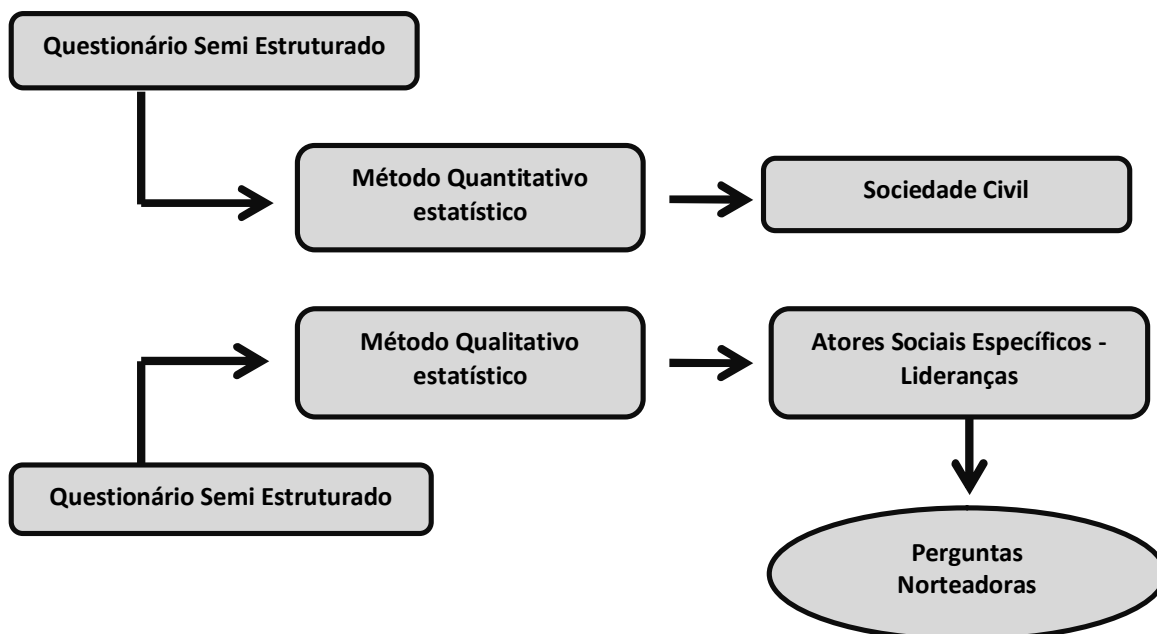 Questionário Semi Estruturado
Método Quantitativo
estatístico
Sociedade Civil
Método Qualitativo
estatístico
Atores Sociais Específicos -
Lideranças
Questionário Semi Estruturado
Perguntas
Norteadoras